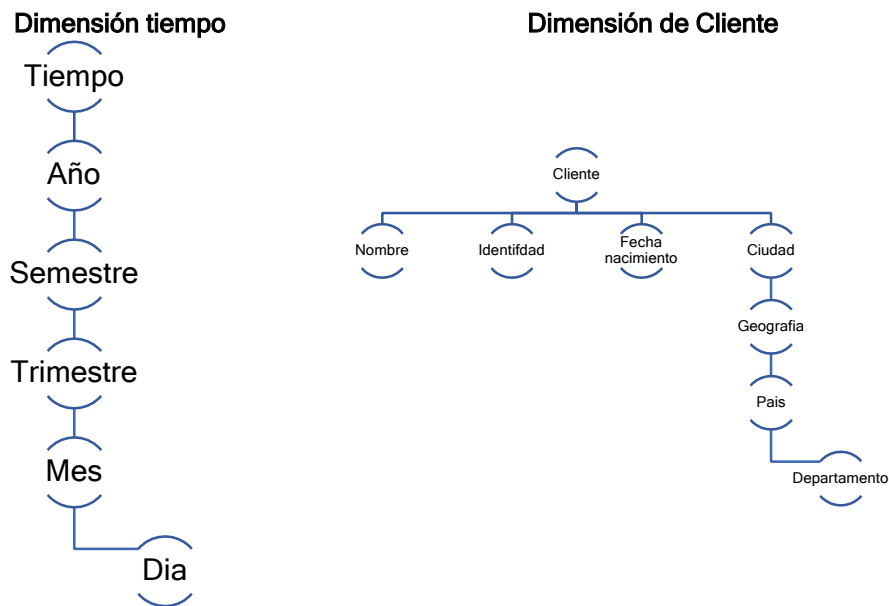 Dimensión tiempo
Tiempo
Año
Semestre
Trimestre
Mes
Dia
Dimensión de Cliente
Cliente
Nombre
Identifdad
Fecha
nacimiento
Ciudad
Geografia
Pais
Departamento